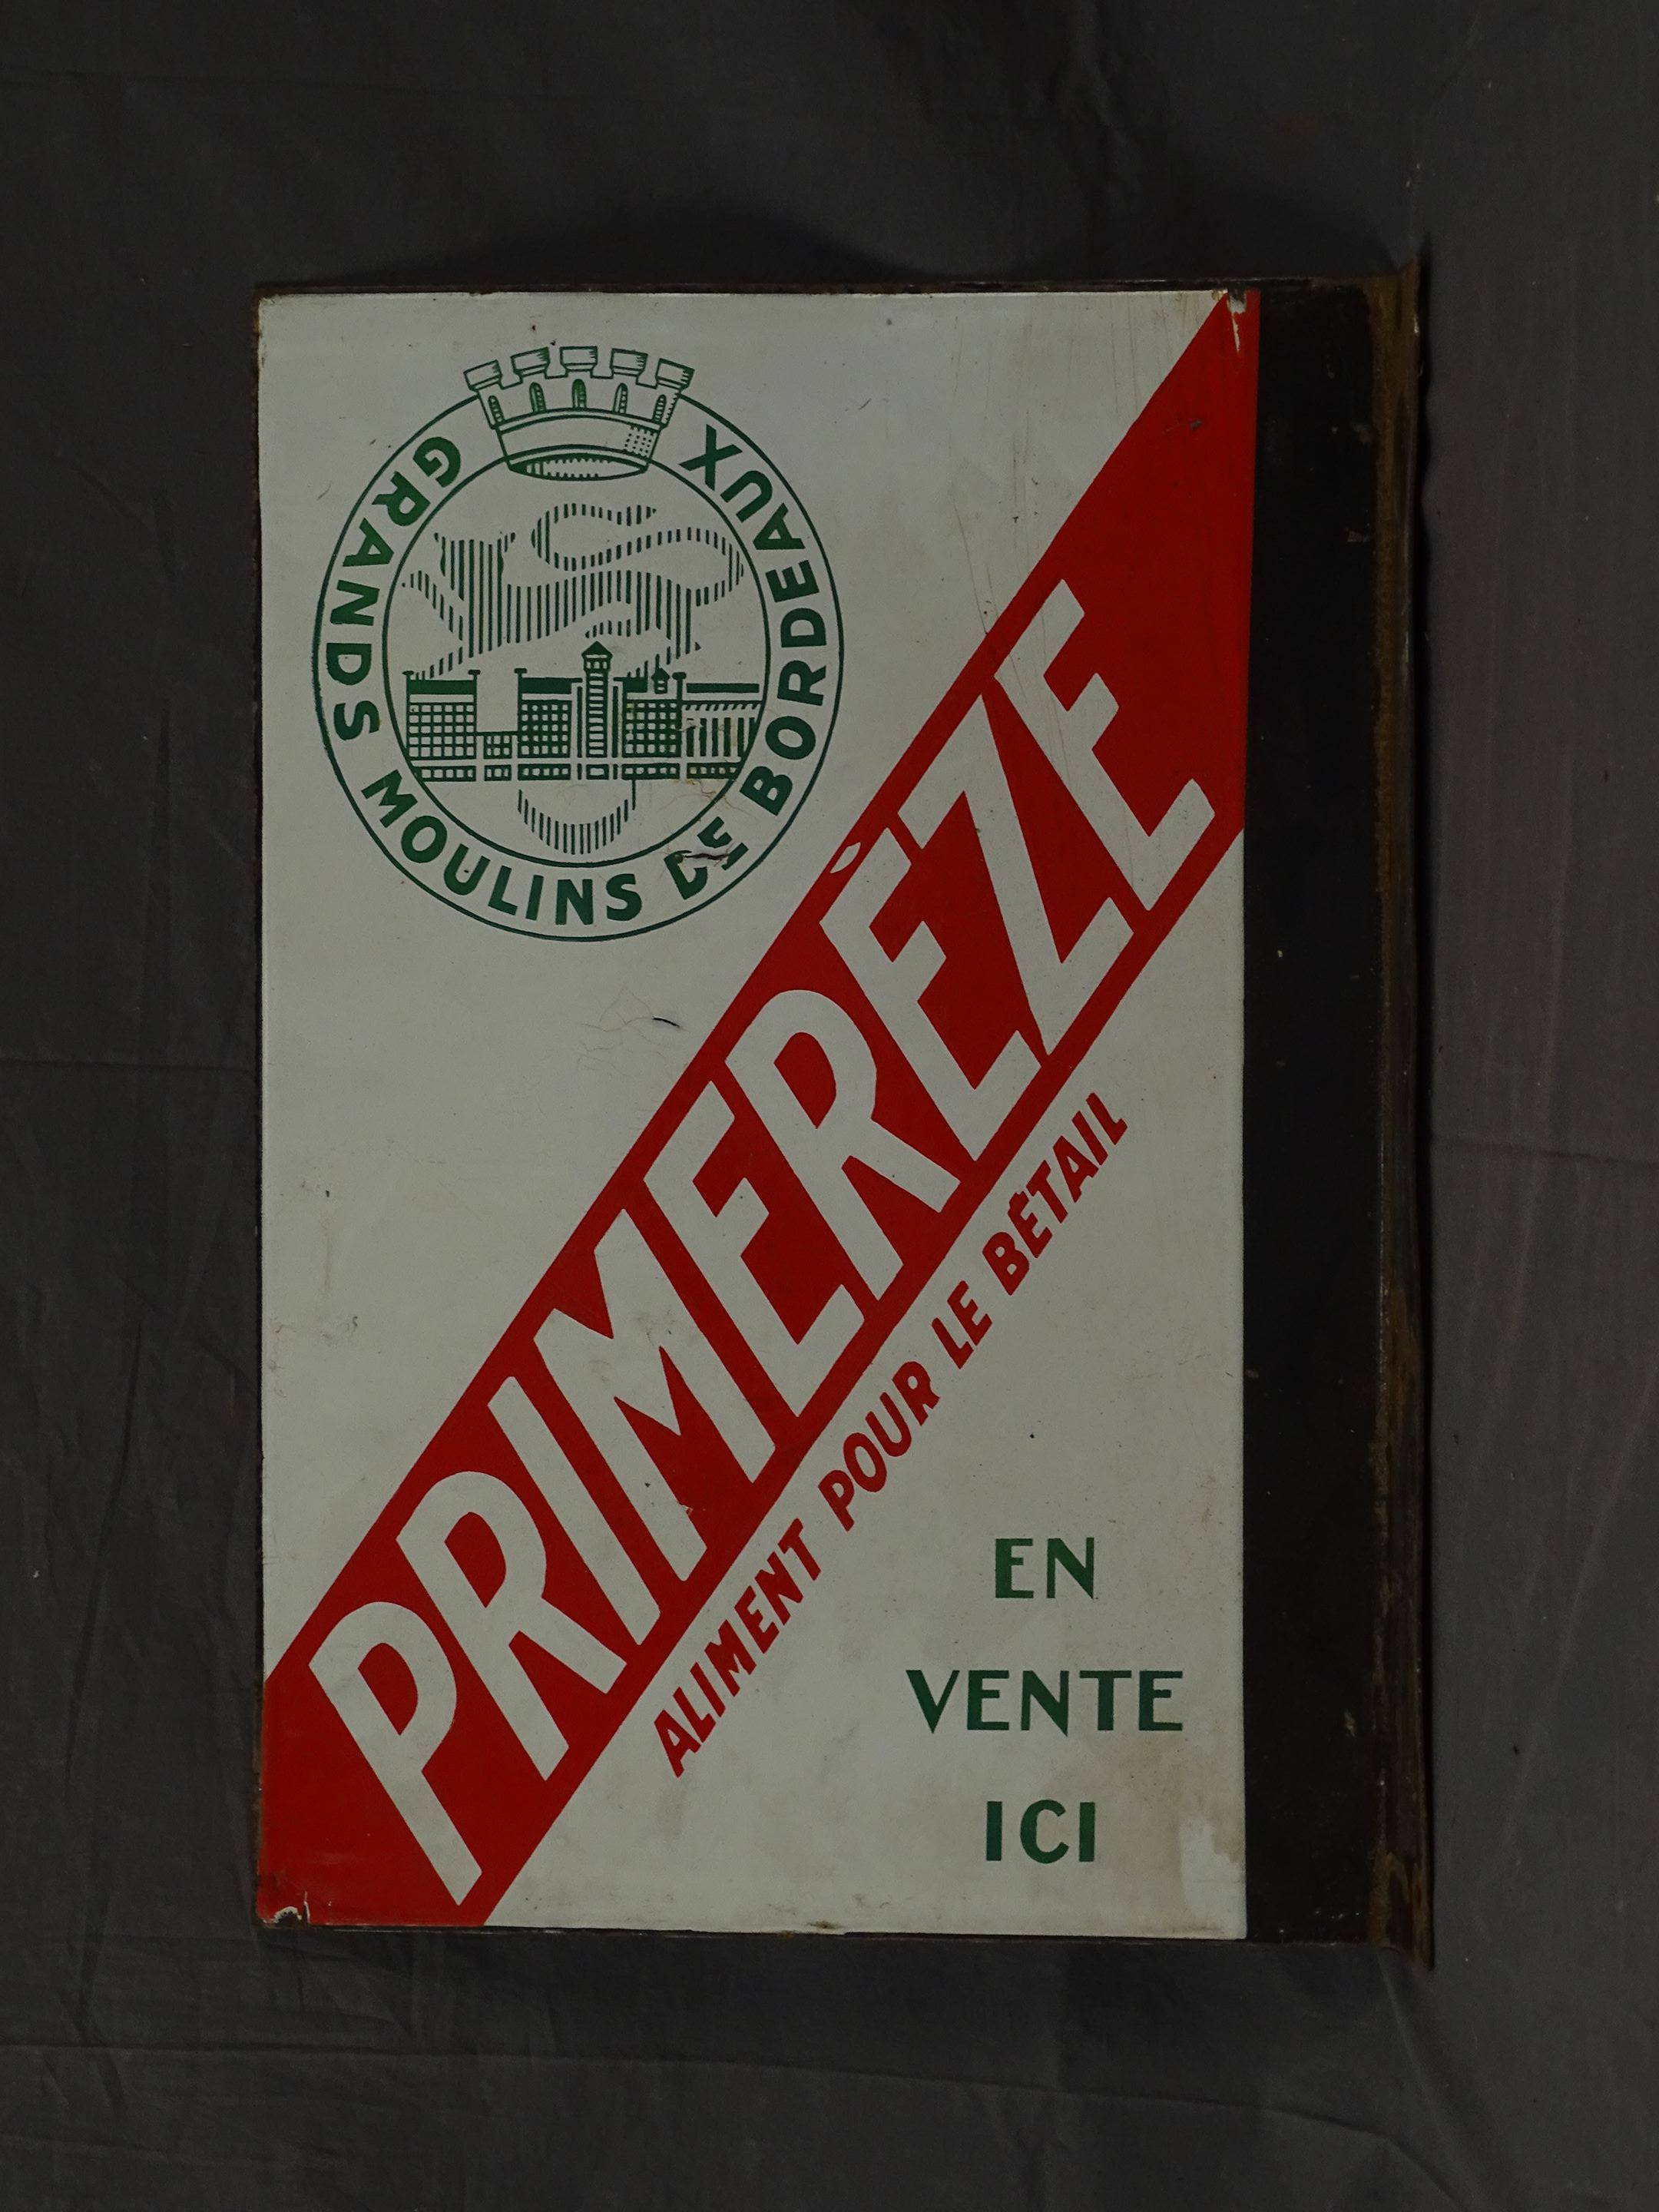 GRANDS MOULINS DE BORDEAUX
PRIMERÈZE
ALIMENT POUR LE BÉTAIL
EN
VENTE
ICI